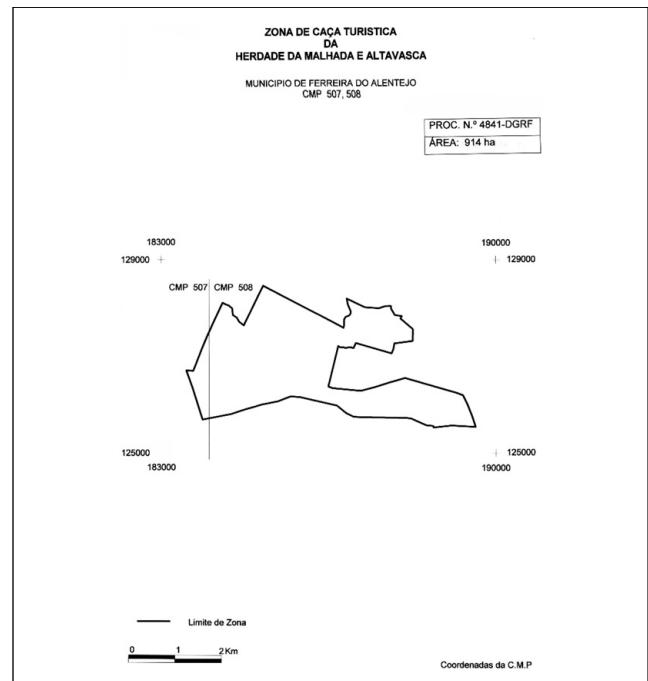 ZONA DE CAÇA TURISTICA
DA
HERDADE DA MALHADA E ALTAVASCA
MUNICIPIO DE FERREIRA DO ALENTEJO
CMP 507, 508
PROC. N.º 4841-DGRF
ÁREA: 914 ha
183000
190000
129000
129000
CMP 507
CMP 508
125000
125000
183000
190000
Limite de Zona
0 1 2 Km
Coordenadas da C.M.P